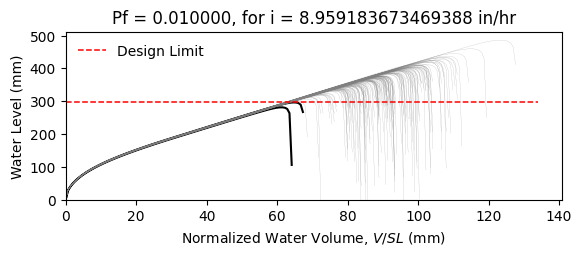 Pf = 0.010000, for i = 8.959183673469388 in/hr
Design Limit
Water Level (mm)
500
400
300
200
100
0
0 20 40 60 80 100 120 140
Normalized Water Volume, V/SL (mm)